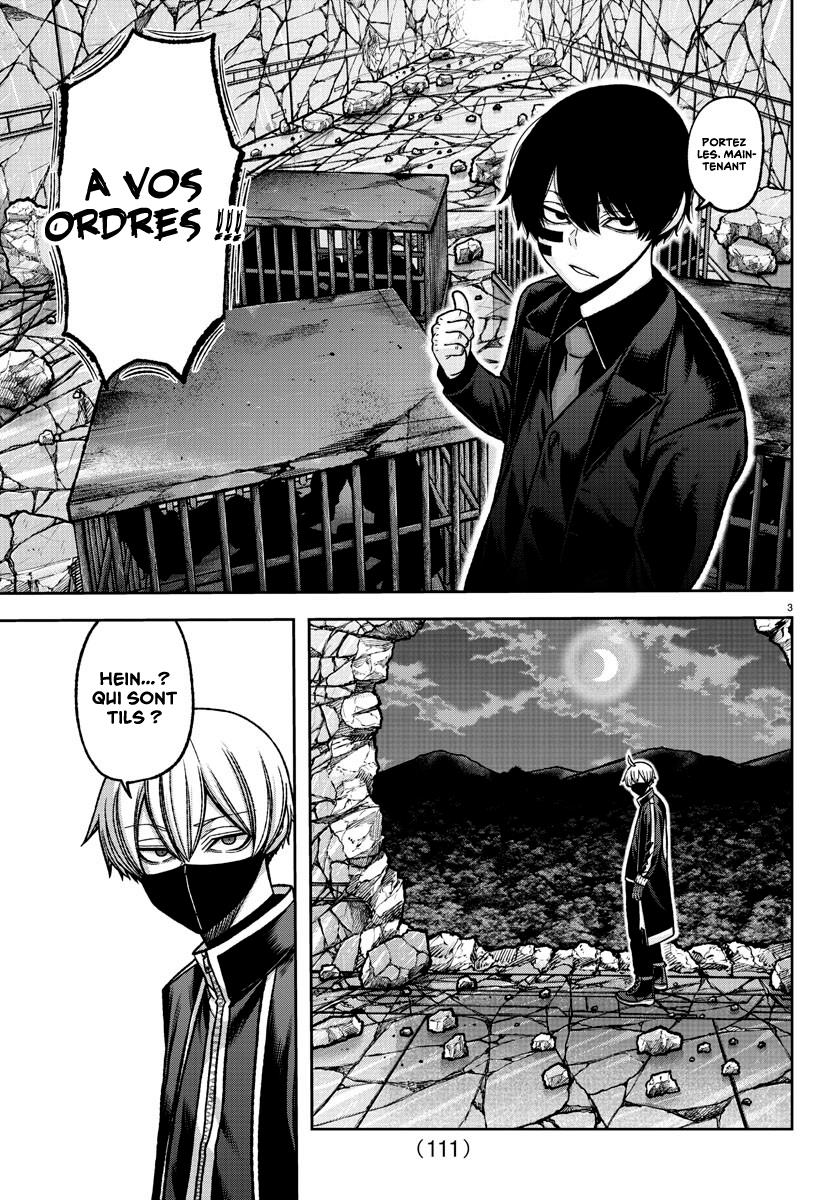 PORTEZ
LES. MAIN-
TENANT
A VOS
ORDRES !!!
3
HEIN...?
QUI SONT
TILS ?
(111)